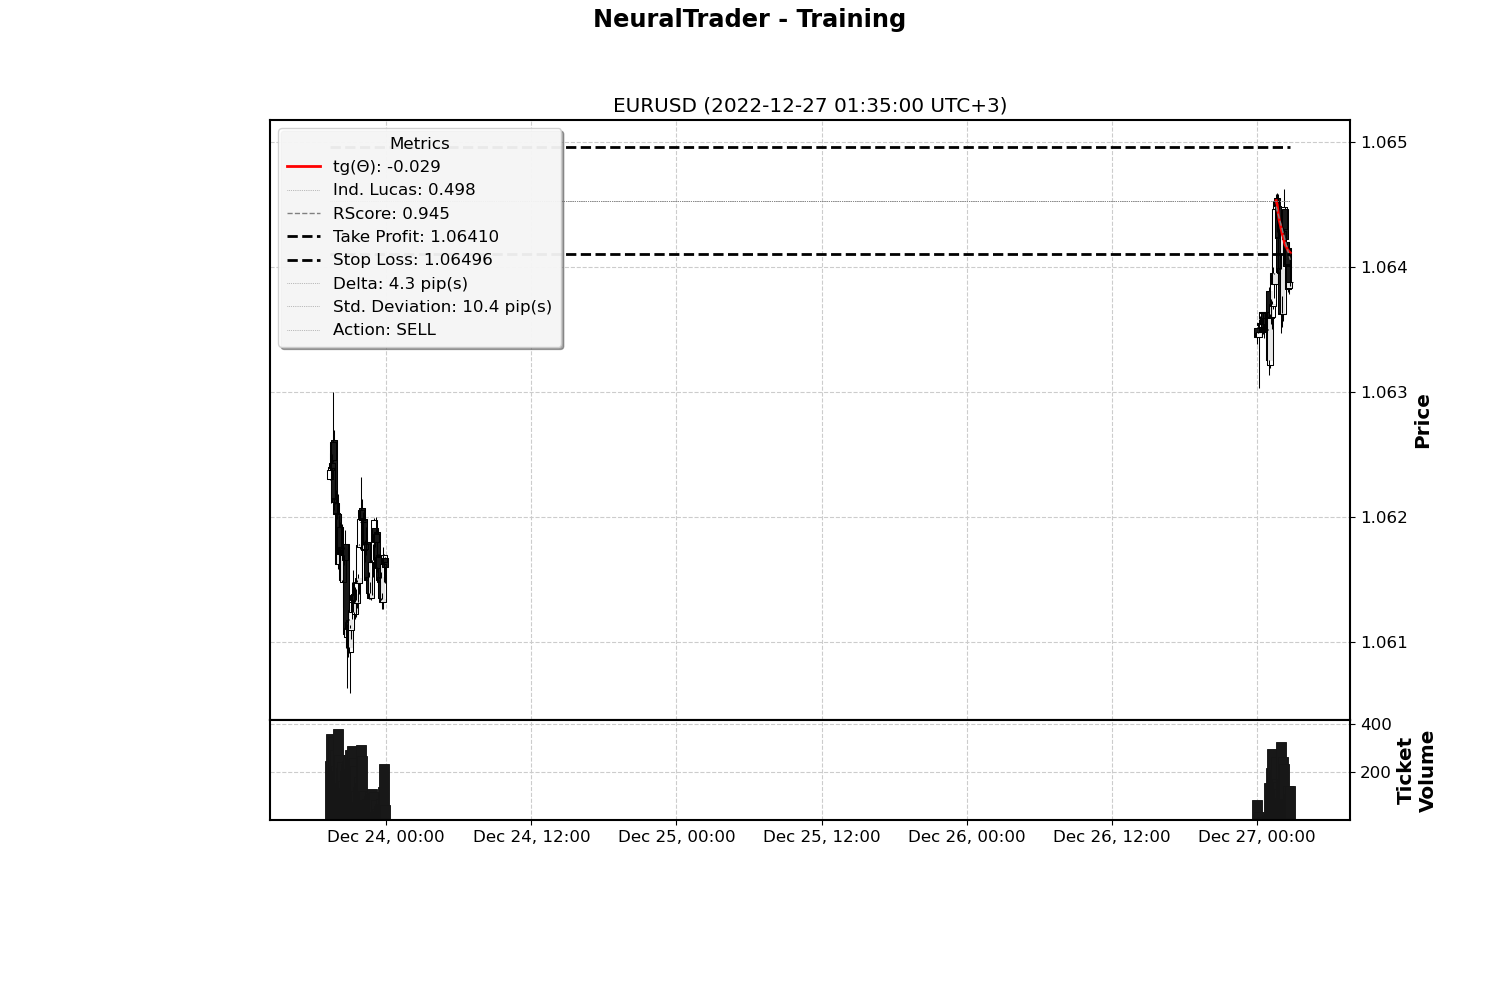 NeuralTrader - Training
EURUSD (2022-12-27 01:35:00 UTC+3)
Metrics
tg(Θ): -0.029
Ind. Lucas: 0.498
RScore: 0.945
Take Profit: 1.06410
Stop Loss: 1.06496
Delta: 4.3 pip(s)
Std. Deviation: 10.4 pip(s)
Action: SELL
1.065
1.064
1.063
1.062
1.061
Price
400
200
Ticket
Volume
Dec 24, 00:00
Dec 24, 12:00
Dec 25, 00:00
Dec 25, 12:00
Dec 26, 00:00
Dec 26, 12:00
Dec 27, 00:00